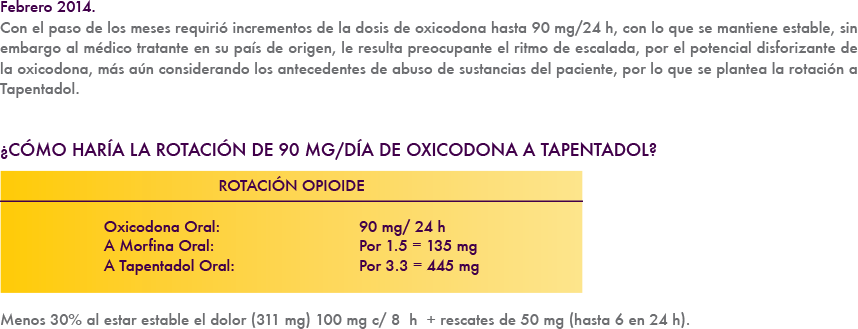 Febrero 2014.
Con el paso de los meses requirió incrementos de la dosis de oxicodona hasta 90 mg/24 h, con lo que se mantiene estable, sin
embargo al médico tratante en su país de origen, le resulta preocupante el ritmo de escalada, por el potencial disforizante de
la oxicodona, más aún considerando los antecedentes de abuso de sustancias del paciente, por lo que se plantea la rotación a
Tapentadol.
¿CÓMO HARÍA LA ROTACIÓN DE 90 MG/DÍA DE OXICODONA A TAPENTADOL?
ROTACIÓN OPIOIDE
Oxicodona Oral: 90 mg/ 24 h
A Morfina Oral: Por 1.5 = 135 mg
A Tapentadol Oral: Por 3.3 = 445 mg
Menos 30% al estar estable el dolor (311 mg) 100 mg c/ 8 h + rescates de 50 mg (hasta 6 en 24 h).